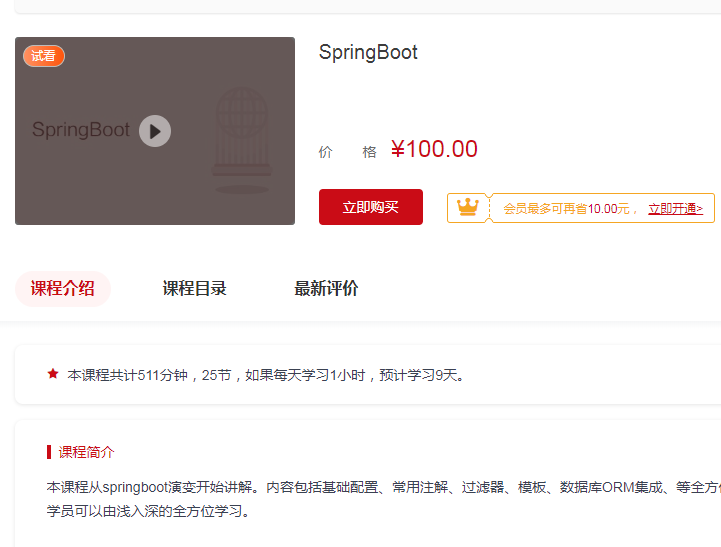 试看
SpringBoot
SpringBoot
价 格 ¥100.00
立即购买
会员最多可再省10.00元， 立即开通>
课程介绍 课程目录 最新评价
本课程共计511分钟，25节，如果每天学习1小时，预计学习9天。
课程简介
本课程从springboot演变开始讲解。内容包括基础配置、常用注解、过滤器、模板、数据库ORM集成、等全方
学员可以由浅入深的全方位学习。